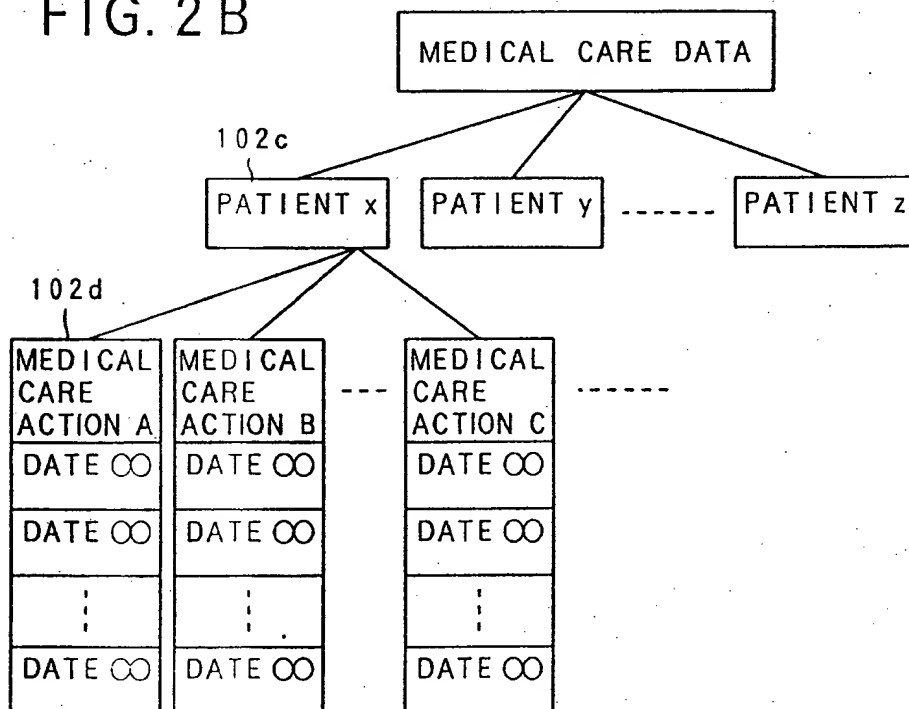 FIG. 2B
MEDICAL CARE DATA
102c
PATIENT x
PATIENT y
PATIENT z
102d
MEDICAL
CARE
ACTION A
MEDICAL
CARE
ACTION B
MEDICAL
CARE
ACTION C
DATE ○○
DATE ○○
DATE ○○
DATE ○○
DATE ○○
DATE ○○
DATE ○○
DATE ○○
DATE ○○